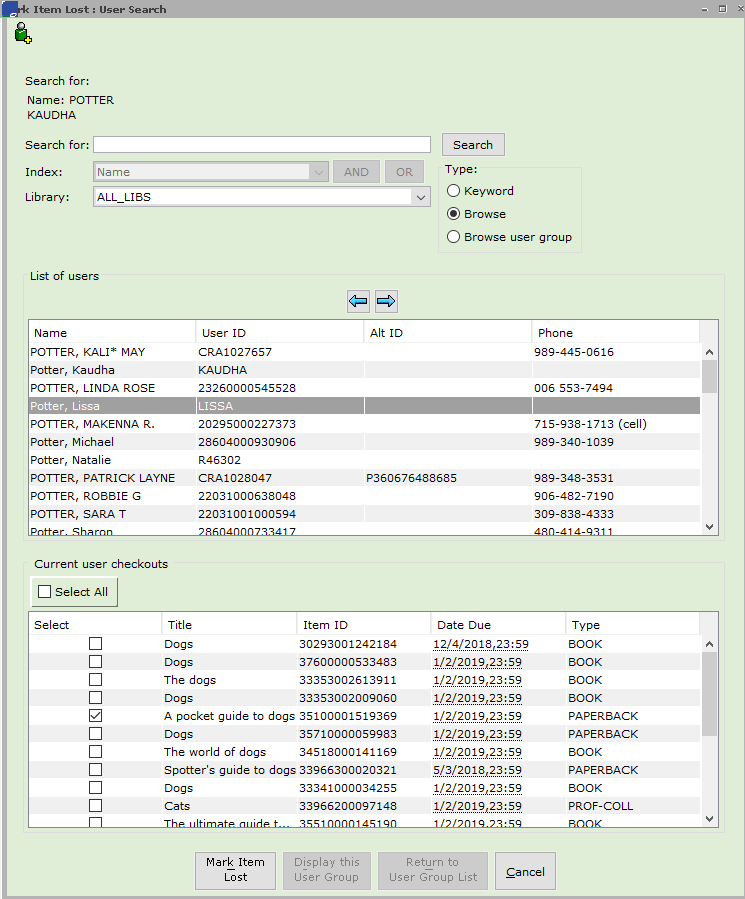 rk Item Lost : User Search
Search for:
Name: POTTER
KAUDHA
Search for: Search
Index: Name AND OR
Library: ALL_LIBS
Type:
Keyword
Browse
Browse user group
List of users
Name User ID Alt ID Phone
POTTER, KALI* MAY CRA1027657 989-445-0616
Potter, Kaudha KAUDHA
POTTER, LINDA ROSE 23260000545528 006 553-7494
Potter, Lissa LISSA
POTTER, MAKENNA R. 20295000227373 715-938-1713 (cell)
Potter, Michael 28604000930906 989-340-1039
Potter, Natalie R46302
POTTER, PATRICK LAYNE CRA1028047 P360676488685 989-348-3531
POTTER, ROBBIE G 22031000638048 906-482-7190
POTTER, SARA T 22031001000594 309-838-4333
Potter, Sharon 28604000733417 480-414-9311
Current user checkouts
Select All
Select Title Item ID Date Due Type
Dogs 30293001242184 12/4/2018,23:59 BOOK
Dogs 37600000533483 1/2/2019,23:59 BOOK
The dogs 33353002613911 1/2/2019,23:59 BOOK
Dogs 33353002009060 1/2/2019,23:59 BOOK
A pocket guide to dogs 35100001519369 1/2/2019,23:59 PAPERBACK
Dogs 35710000059983 1/2/2019,23:59 PAPERBACK
The world of dogs 34518000141169 1/2/2019,23:59 BOOK
Spotter's guide to dogs 33966300020321 5/3/2018,23:59 PAPERBACK
Dogs 33341000034255 1/2/2019,23:59 BOOK
Cats 33966200097148 1/2/2019,23:59 PROF-COLL
The ultimate guide t... 35510000145190 1/2/2019,23:59 BOOK
Mark Item Lost
Display this User Group
Return to User Group List
Cancel